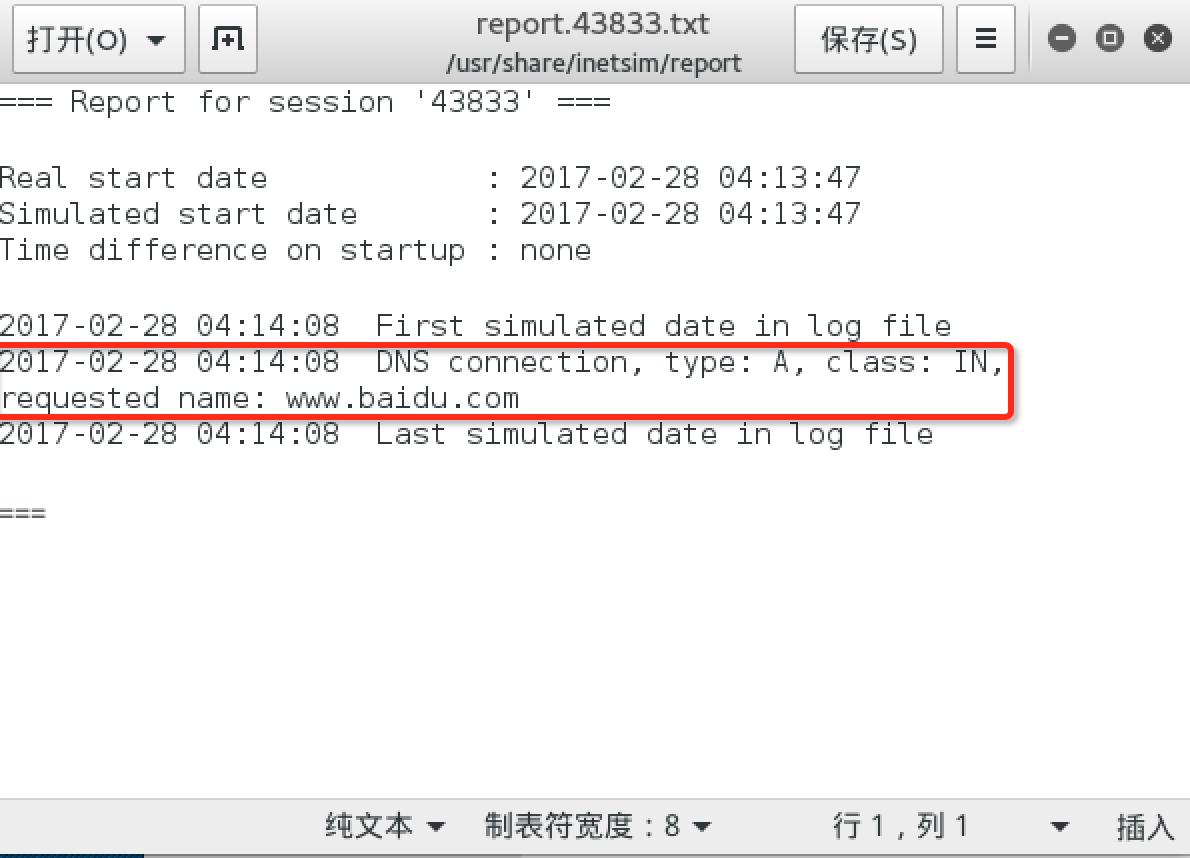 打开(O)
report.43833.txt
/usr/share/inetsim/report
保存(S)
=== Report for session '43833' ===
Real start date            : 2017-02-28 04:13:47
Simulated start date       : 2017-02-28 04:13:47
Time difference on startup : none
2017-02-28 04:14:08  First simulated date in log file
2017-02-28 04:14:08  DNS connection, type: A, class: IN,
requested name: www.baidu.com
2017-02-28 04:14:08  Last simulated date in log file
===
纯文本 制表符宽度：8 行 1，列 1 插入